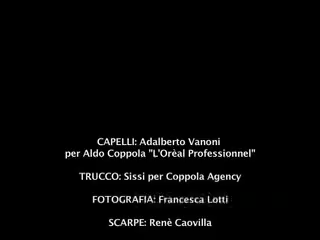 CAPELLI: Adalberto Vanoni
per Aldo Coppola "L'Orèal Professionnel"
TRUCCO: Sissi per Coppola Agency
FOTOGRAFIA: Francesca Lotti
SCARPE: Renè Caovilla